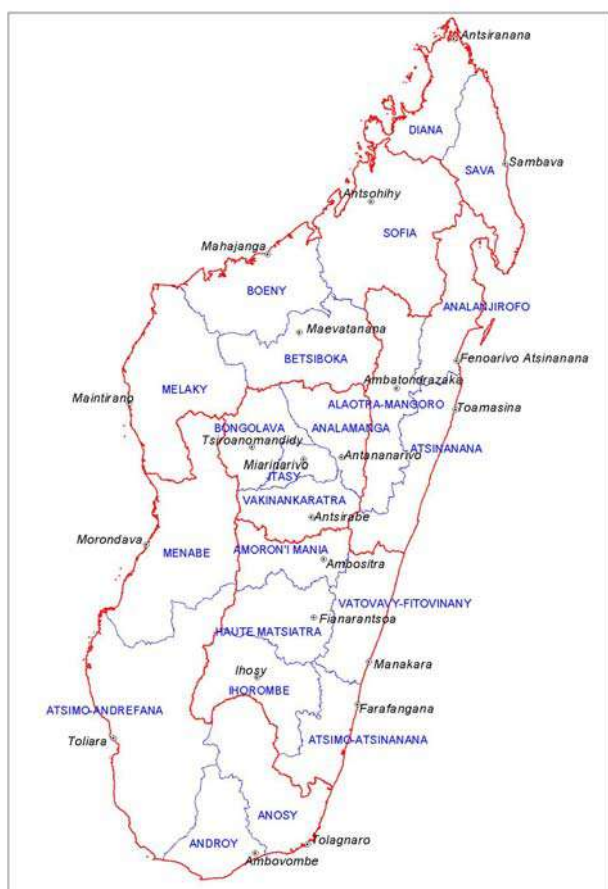 Antsiranana
DIANA
Sambava
SAVA
Antsohihy
SOFIA
Mahajanga
BOENY
ANALANJIROFO
Maevatanana
BETSIBOKA
Fenoarivo Atsinanana
MELAKY
Ambatondrazaka
Maintirano
ALAOTRA-MANGORO
Toamasina
BONGOLAVA
ANALAMANGA
Tsiroanomandidy
ATSINANANA
Antananarivo
Miarinarivo
ITASY
VAKINANKARATRA
Antsirabe
Morondava
MENABE
AMORON'I MANIA
Ambositra
VATOVAVY-FITOVINANY
Fianarantsoa
HAUTE MATSIATRA
Manakara
Ihosy
IHOROMBE
ATSIMO-ANDREFANA
Farafangana
Toliara
ATSIMO-ATSINANANA
ANOSY
ANDROY
Tolagnaro
Ambovombe